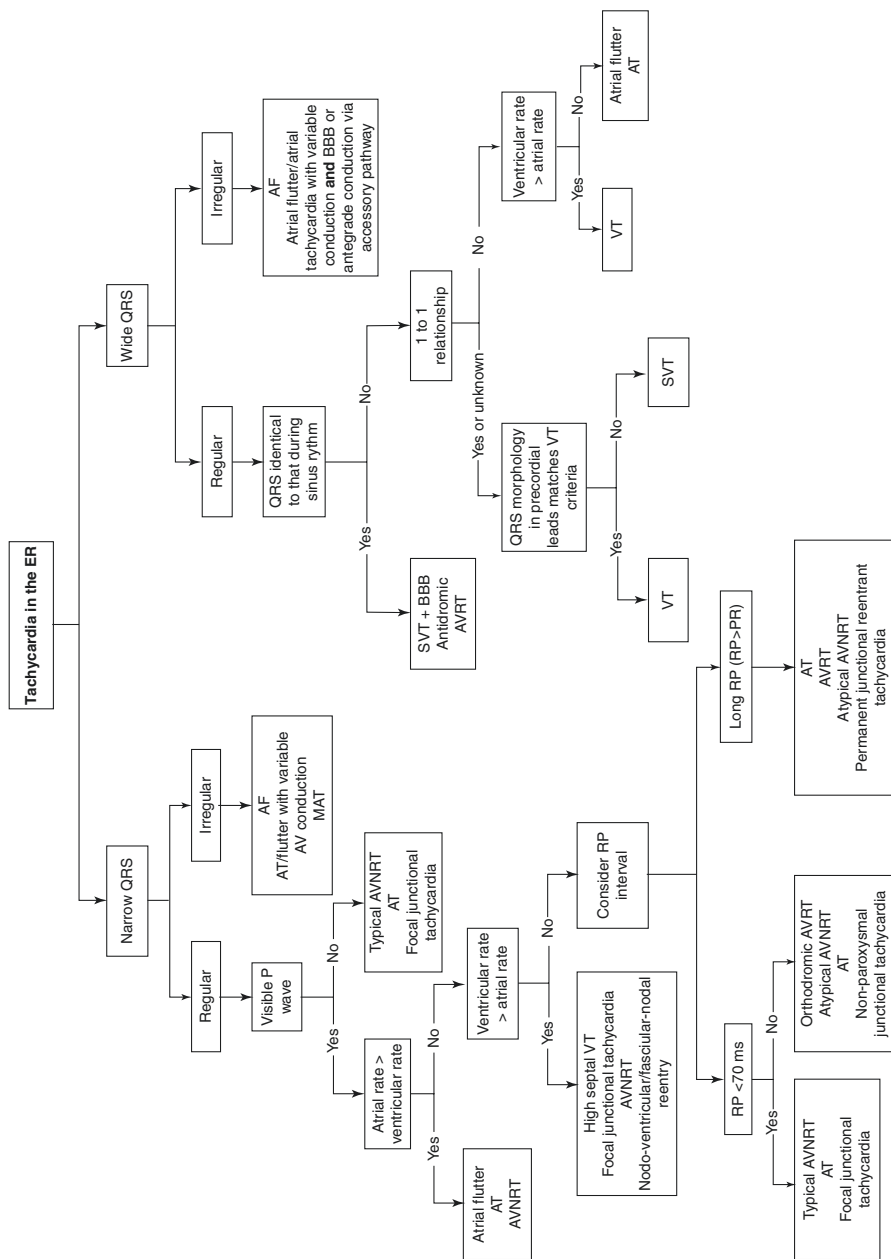 Tachycardia in the ER
Narrow QRS
Wide QRS
Regular
Irregular
Regular
Irregular
Visible P
wave
AF
AT/flutter with variable
AV conduction
MAT
QRS identical
to that during
sinus rythm
AF
Atrial flutter/atrial
tachycardia with variable
conduction and BBB or
antegrade conduction via
accessory pathway
Yes
No
Yes
No
Atrial rate >
ventricular rate
Typical AVNRT
AT
Focal junctional
tachycardia
SVT + BBB
Antidromic
AVRT
1 to 1
relationship
Yes
No
Yes or unknown
No
Atrial flutter
AT
AVNRT
Ventricular rate
> atrial rate
QRS morphology
in precordial
leads matches VT
criteria
Ventricular rate
> atrial rate
Yes
No
Yes
No
Yes
No
High septal VT
Focal junctional tachycardia
AVNRT
Nodo-ventricular/fasciular-nodal
reentry
Consider RP
interval
VT
SVT
VT
Atrial flutter
AT
RP <70 ms
Long RP (RP>PR)
Yes
No
Typical AVNRT
AT
Focal junctional
tachycardia
Orthodromic AVRT
Atypical AVNRT
AT
Non-paroxysmal
junctional tachycardia
AT
AVRT
Atypical AVNRT
Permanent junctional reentrant
tachycardia